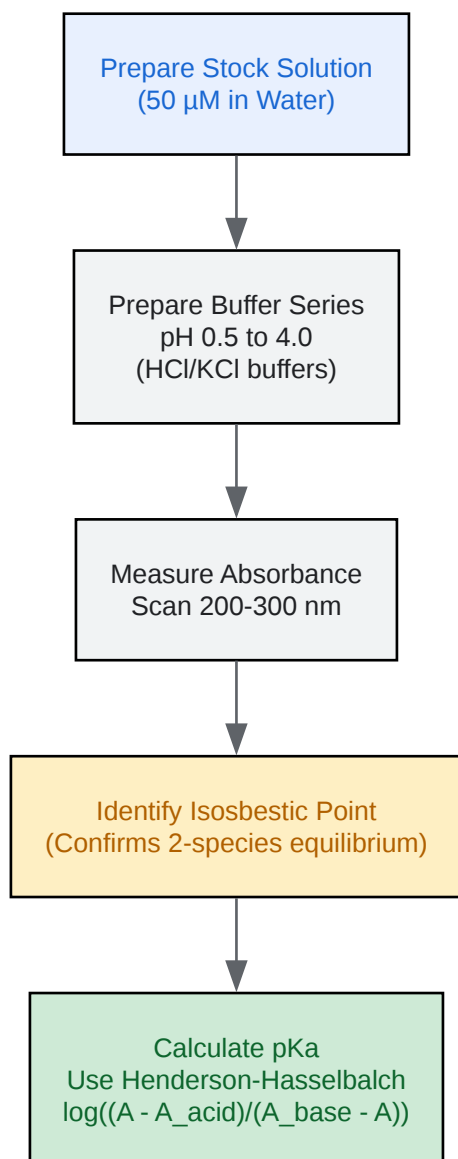 Prepare Stock Solution
(50 µM in Water)
Prepare Buffer Series
pH 0.5 to 4.0
(HCl/KCl buffers)
Measure Absorbance
Scan 200-300 nm
Identify Isosbestic Point
(Confirms 2-species equilibrium)
Calculate pKa
Use Henderson-Hasselbalch
log((A - A_acid)/(A_base - A))